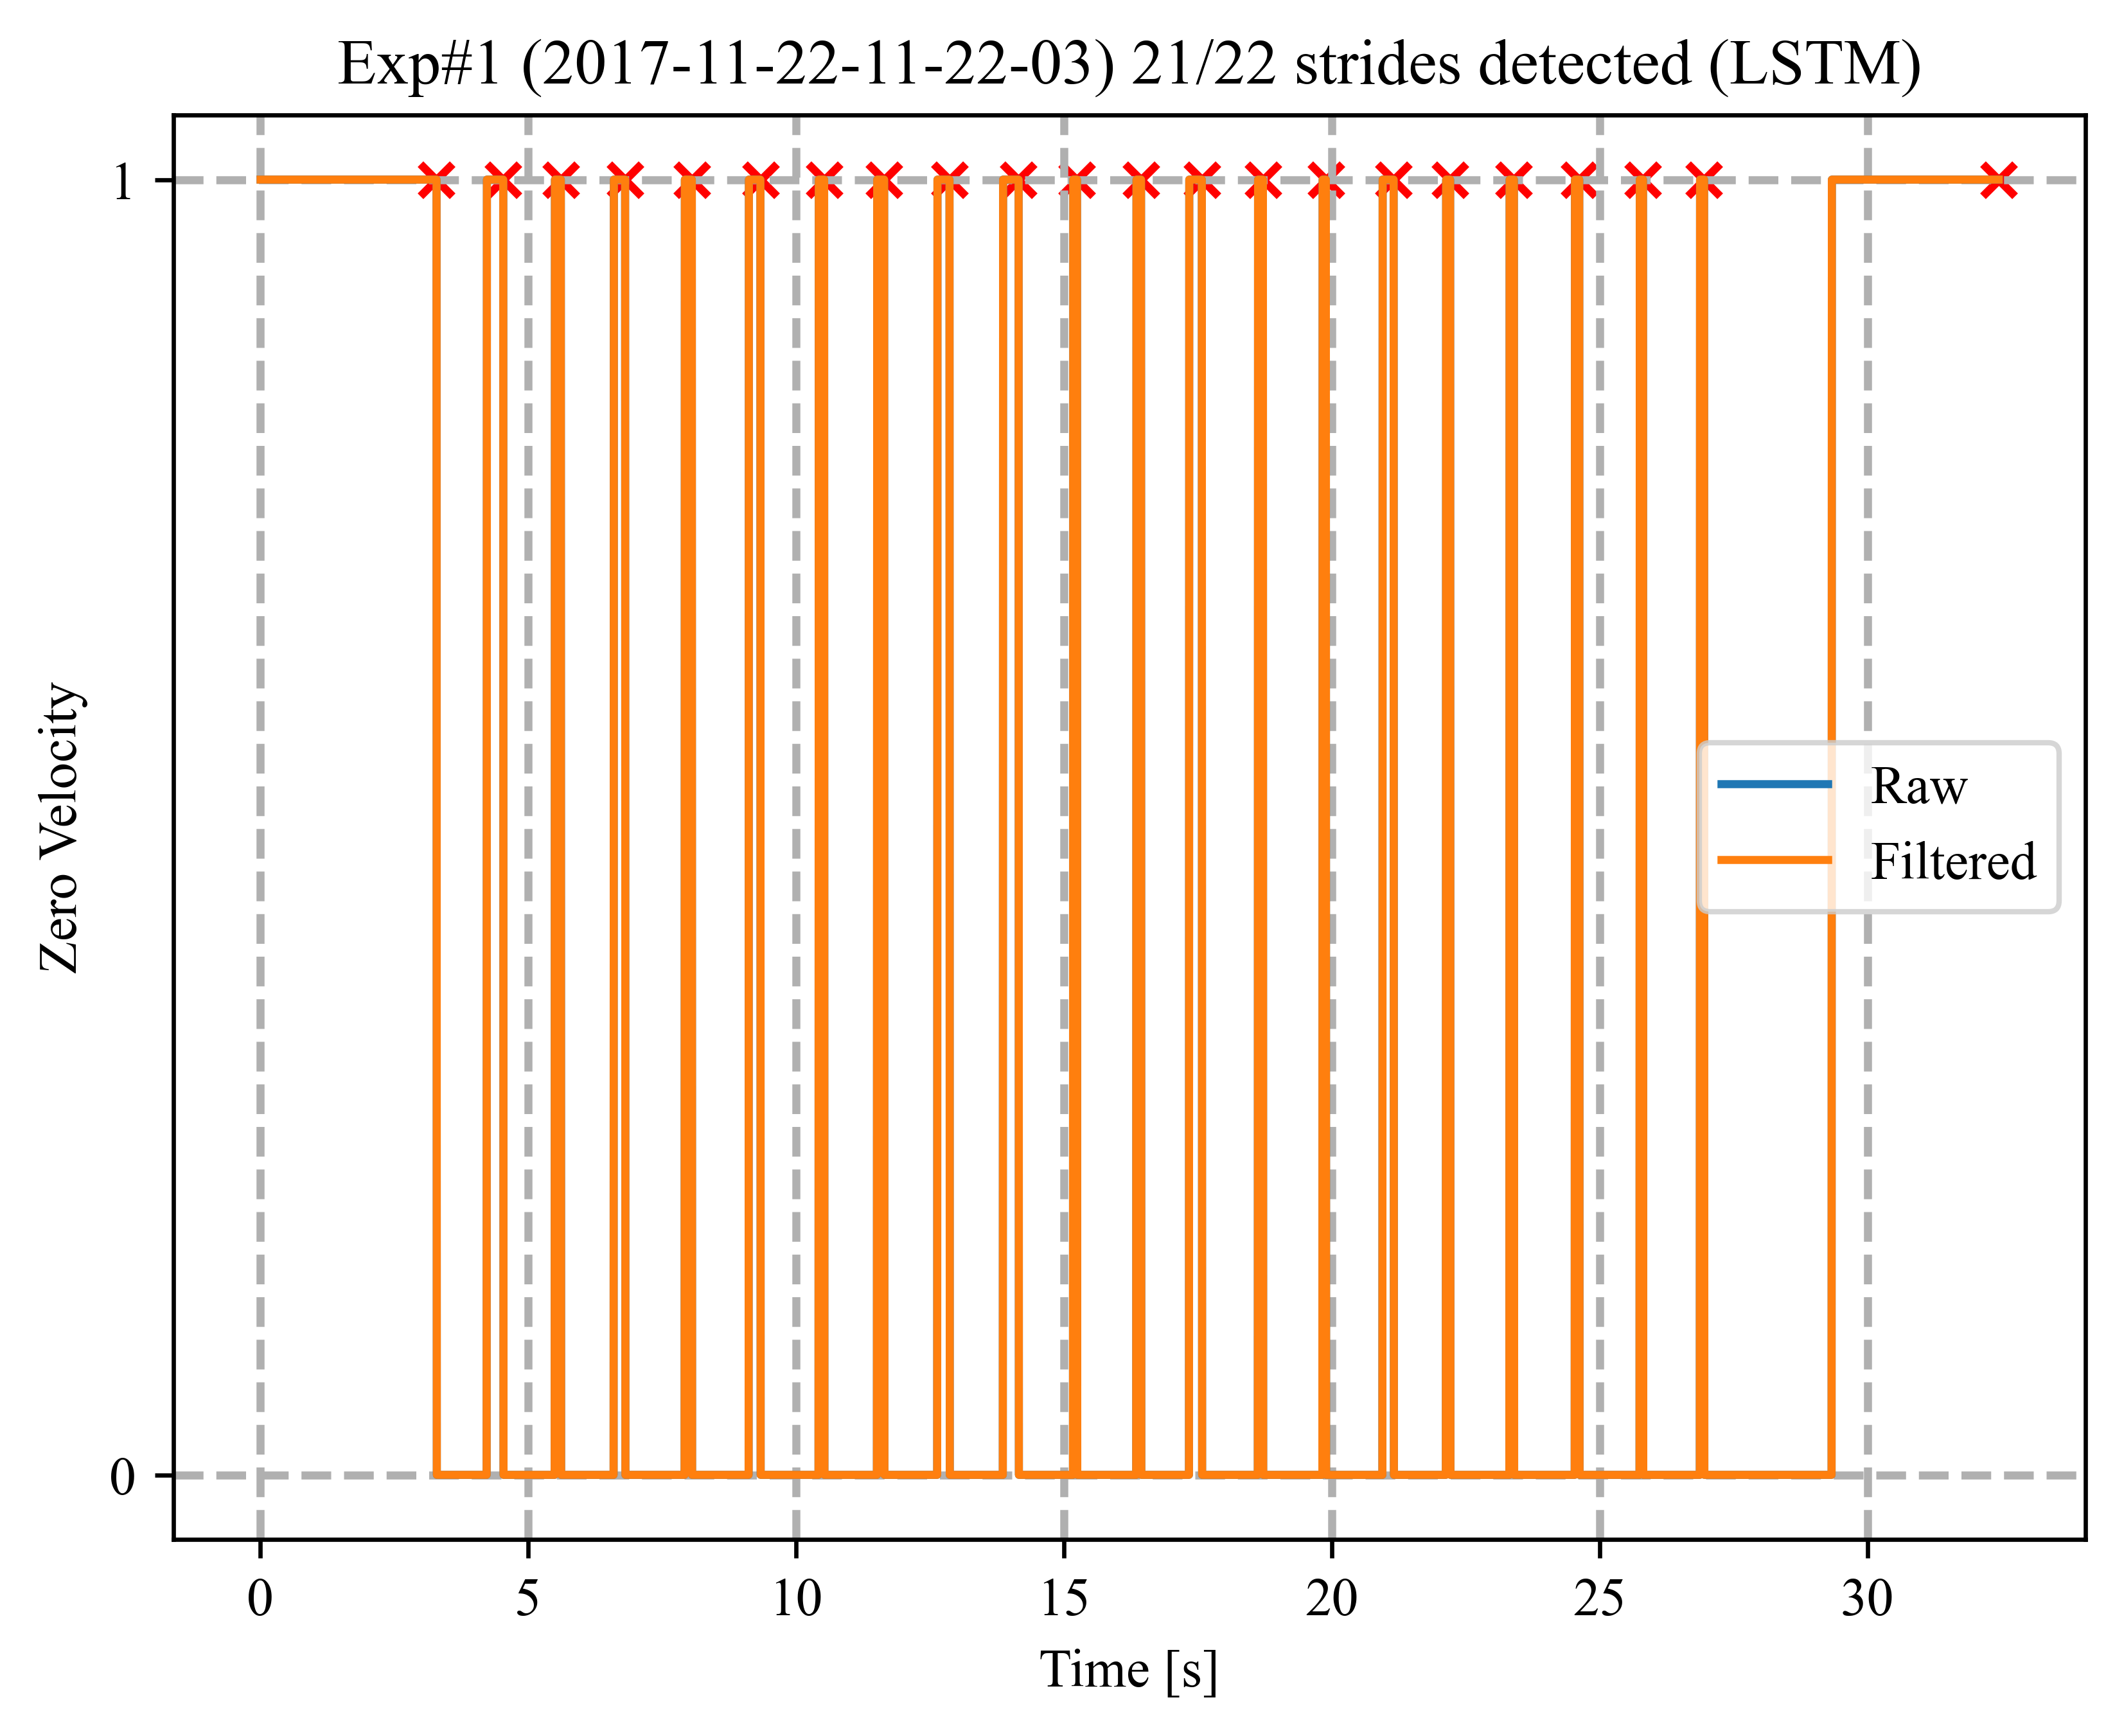 Exp#1 (2017-11-22-11-22-03) 21/22 strides detected (LSTM)
1
Zero Velocity
Raw
Filtered
0
0 5 10 15 20 25 30
Time [s]